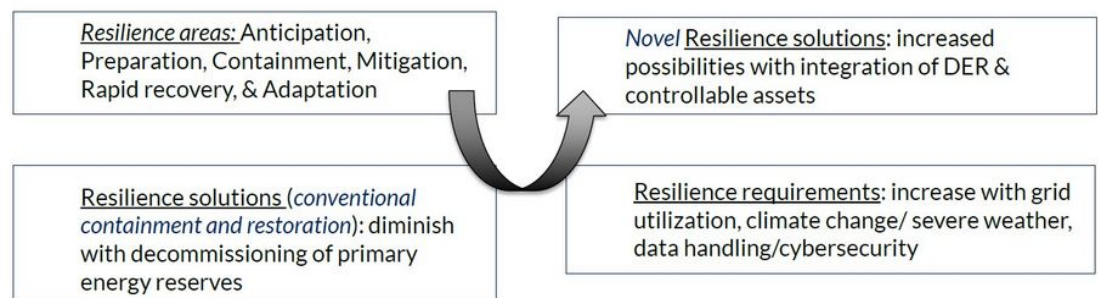 Resilience areas: Anticipation,
Preparation, Containment, Mitigation,
Rapid recovery, & Adaptation
Novel Resilience solutions: increased
possibilities with integration of DER &
controllable assets
Resilience solutions (conventional
containment and restoration): diminish
with decommissioning of primary
energy reserves
Resilience requirements: increase with grid
utilization, climate change/ severe weather,
data handling/cybersecurity